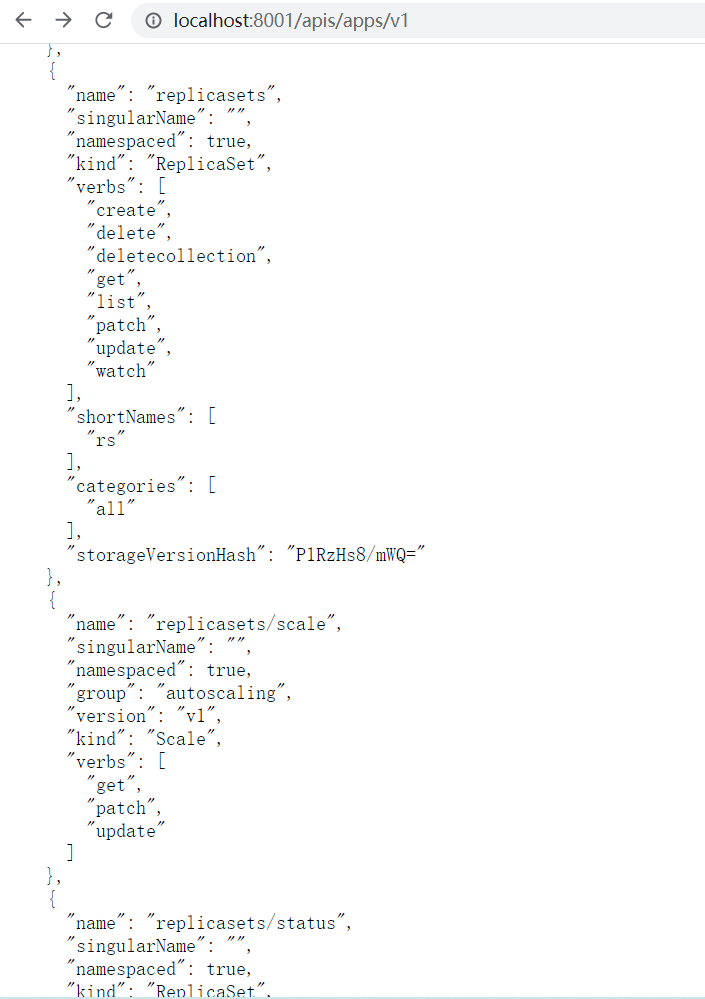 localhost:8001/apis/apps/v1
},
{
"name": "replicasets",
"singularName": "",
"namespaced": true,
"kind": "ReplicaSet",
"verbs": [
"create",
"delete",
"deletecollection",
"get",
"list",
"patch",
"update",
"watch"
],
"shortNames": [
"rs"
],
"categories": [
"all"
],
"storageVersionHash": "P1RzHs8/mWQ="
},
{
"name": "replicasets/scale",
"singularName": "",
"namespaced": true,
"group": "autoscaling",
"version": "v1",
"kind": "Scale",
"verbs": [
"get",
"patch",
"update"
]
},
{
"name": "replicasets/status",
"singularName": "",
"namespaced": true,
"kind": "ReplicaSet",